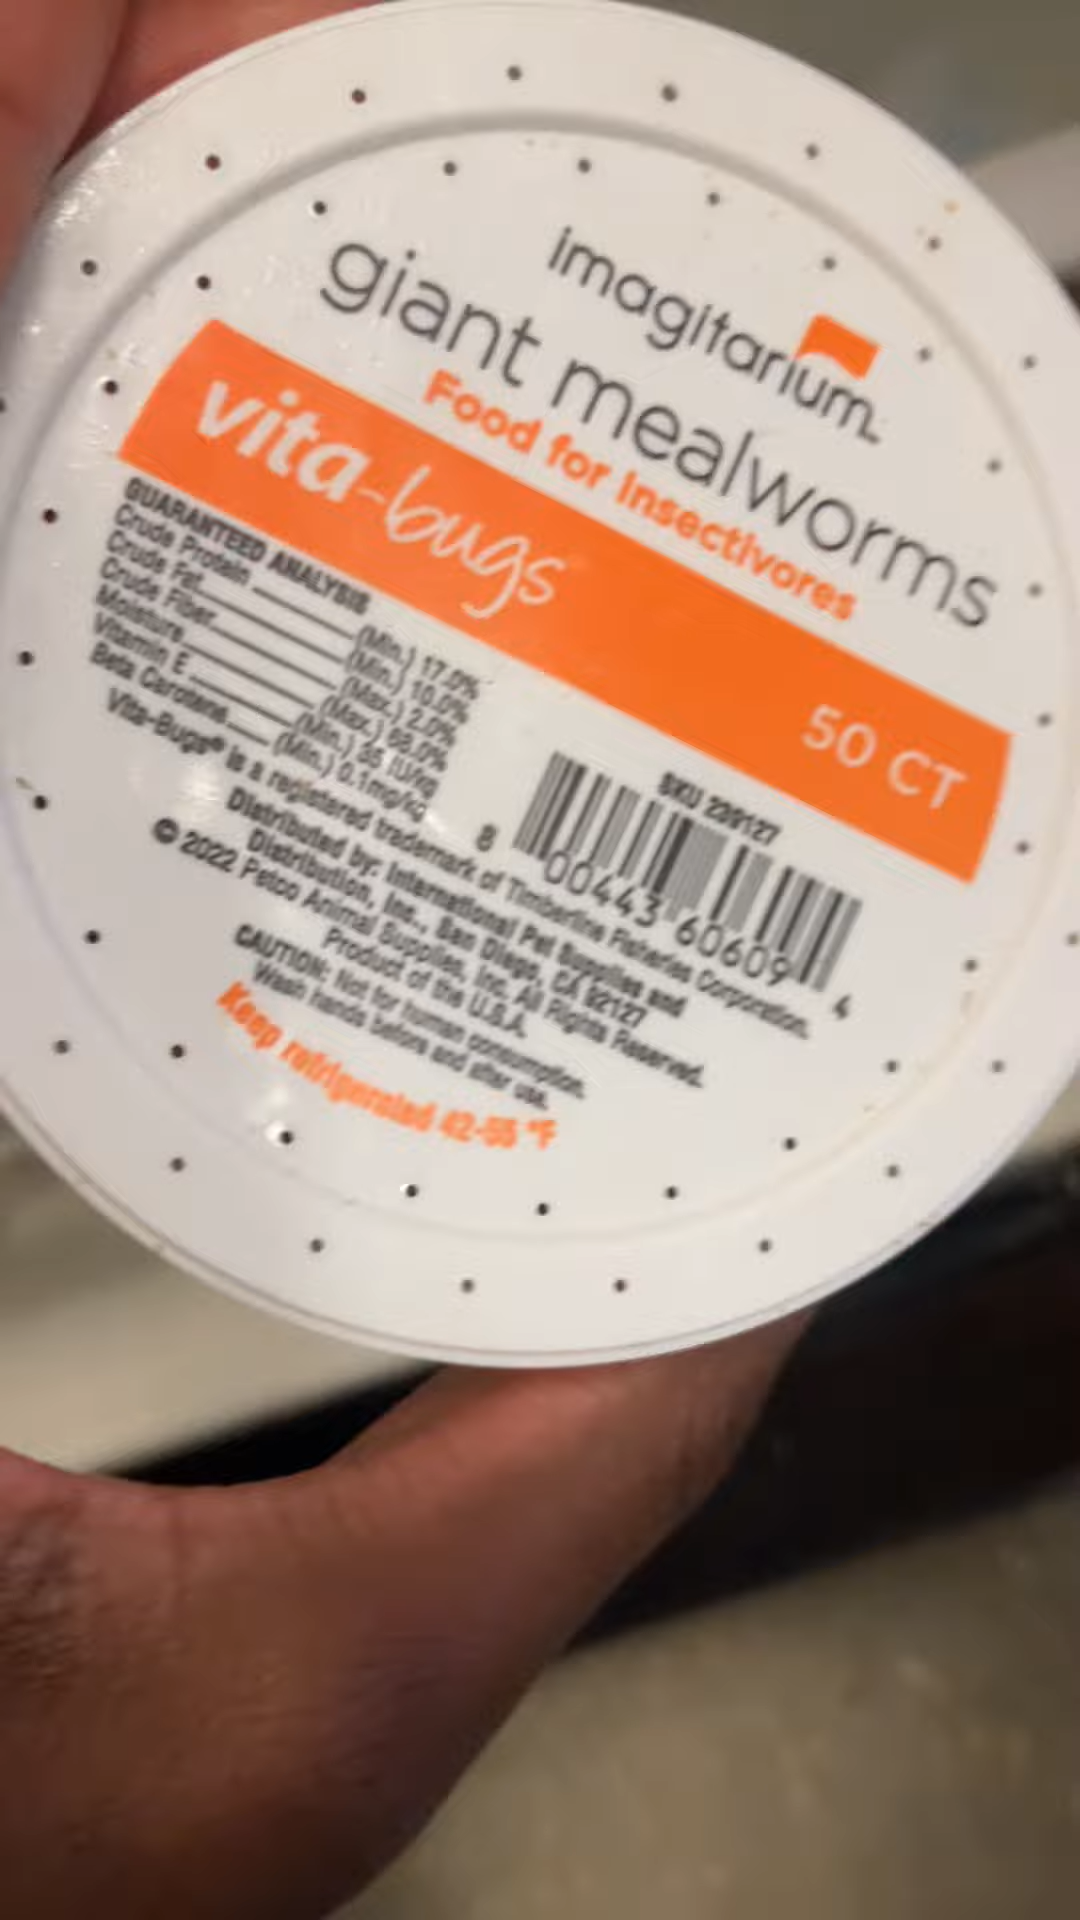 imagitarium
giant mealworms
Food for Insectivores
vita-bugs
50 CT
GUARANTEED ANALYSIS
Crude Protein (Min.) 17.0%
Crude Fat (Min.) 10.0%
Crude Fiber (Max.) 2.0%
Moisture (Max.) 68.0%
Vitamin E (Min.) 65 IU/kg
Beta Carotene (Min.) 0.1mg/kg
SKU 239127
8 00443 60609 4
Vita-Bugs® is a registered trademark of Timberline Fisheries Corporation.
Distributed by: International Pet Supplies and
Distribution, Inc., San Diego, CA 92127
© 2022 Petco Animal Supplies, Inc. All Rights Reserved.
Product of the U.S.A.
CAUTION: Not for human consumption.
Wash hands before and after use.
Keep refrigerated 42-55 °F